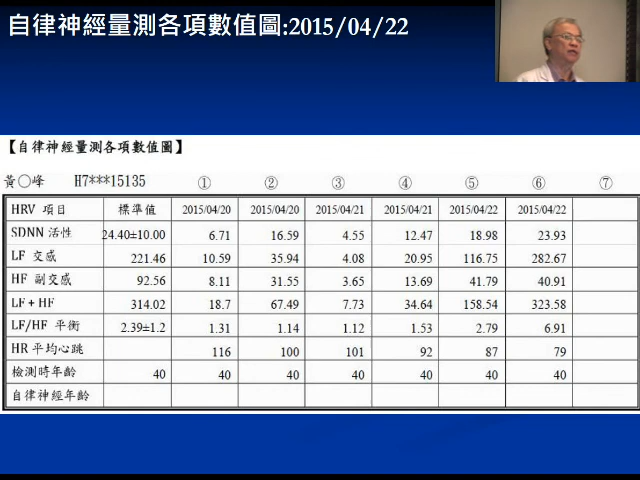 自律神經量測各項數值圖:2015/04/22
【自律神經量測各項數值圖】
黃○峰 H7***15135 ① ② ③ ④ ⑤ ⑥ ⑦
HRV 項目 標準值 2015/04/20 2015/04/20 2015/04/21 2015/04/21 2015/04/22 2015/04/22
SDNN 活性 24.40±10.00 6.71 16.59 4.55 12.47 18.98 23.93
LF 交感 221.46 10.59 35.94 4.08 20.95 116.75 282.67
HF 副交感 92.56 8.11 31.55 3.65 13.69 41.79 40.91
LF+HF 314.02 18.7 67.49 7.73 34.64 158.54 323.58
LF/HF 平衡 2.39±1.2 1.31 1.14 1.12 1.53 2.79 6.91
HR 平均心跳 116 100 101 92 87 79
檢測時年齡 40 40 40 40 40 40 40
自律神經年齡